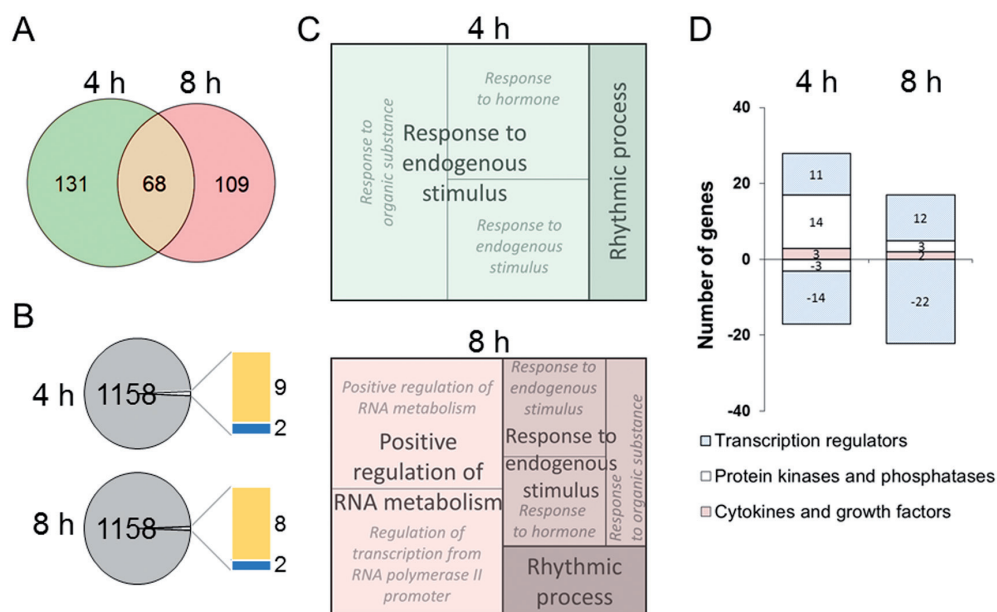 A
4 h
8 h
131
68
109
B
4 h
1158
9
2
8 h
1158
8
2
C
4 h
Response to
organic substance
Response
to hormone
Response to
endogenous
stimulus
Response to
endogenous
stimulus
Rhythmic process
8 h
Positive regulation of
RNA metabolism
Positive
regulation of
RNA metabolism
Regulation of
transcription from
RNA polymerase II
promoter
Response to
endogenous
stimulus
Response to
endogenous
stimulus
Response
to hormone
Response
to organic substance
Rhythmic
process
D
4 h
8 h
Number of genes
40
20
0
-20
-40
11
14
3
-3
-14
12
3
2
-22
Transcription regulators
Protein kinases and phosphatases
Cytokines and growth factors